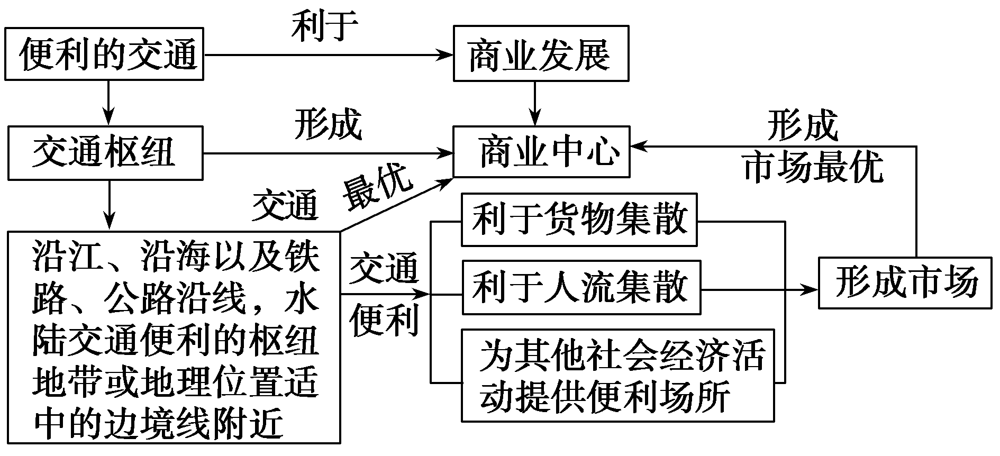 便利的交通
利于
商业发展
交通枢纽
形成
商业中心
形成
市场最优
交通
最优
沿江、沿海以及铁
路、公路沿线，水
陆交通便利的枢纽
地带或地理位置适
中的边境线附近
交通
便利
利于货物集散
利于人流集散
为其他社会经济活
动提供便利场所
形成市场